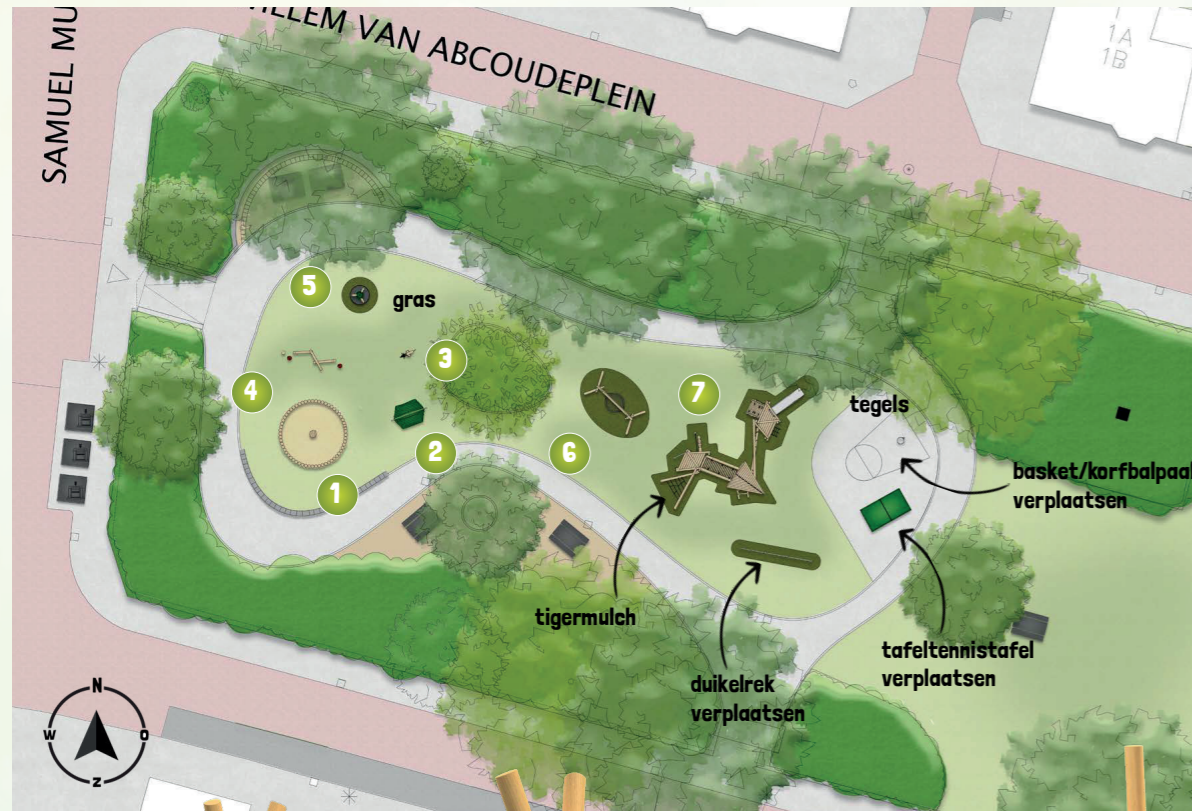 SAMUEL MU
WILLEM VAN ABCOUDEPLEIN
1A
1B
5
gras
3
4
7
tegels
2
6
basket/korfbalpaal
verplaatsen
1
tigermulch
tafeltennistafel
verplaatsen
duikelrek
verplaatsen
N
W
O
Z